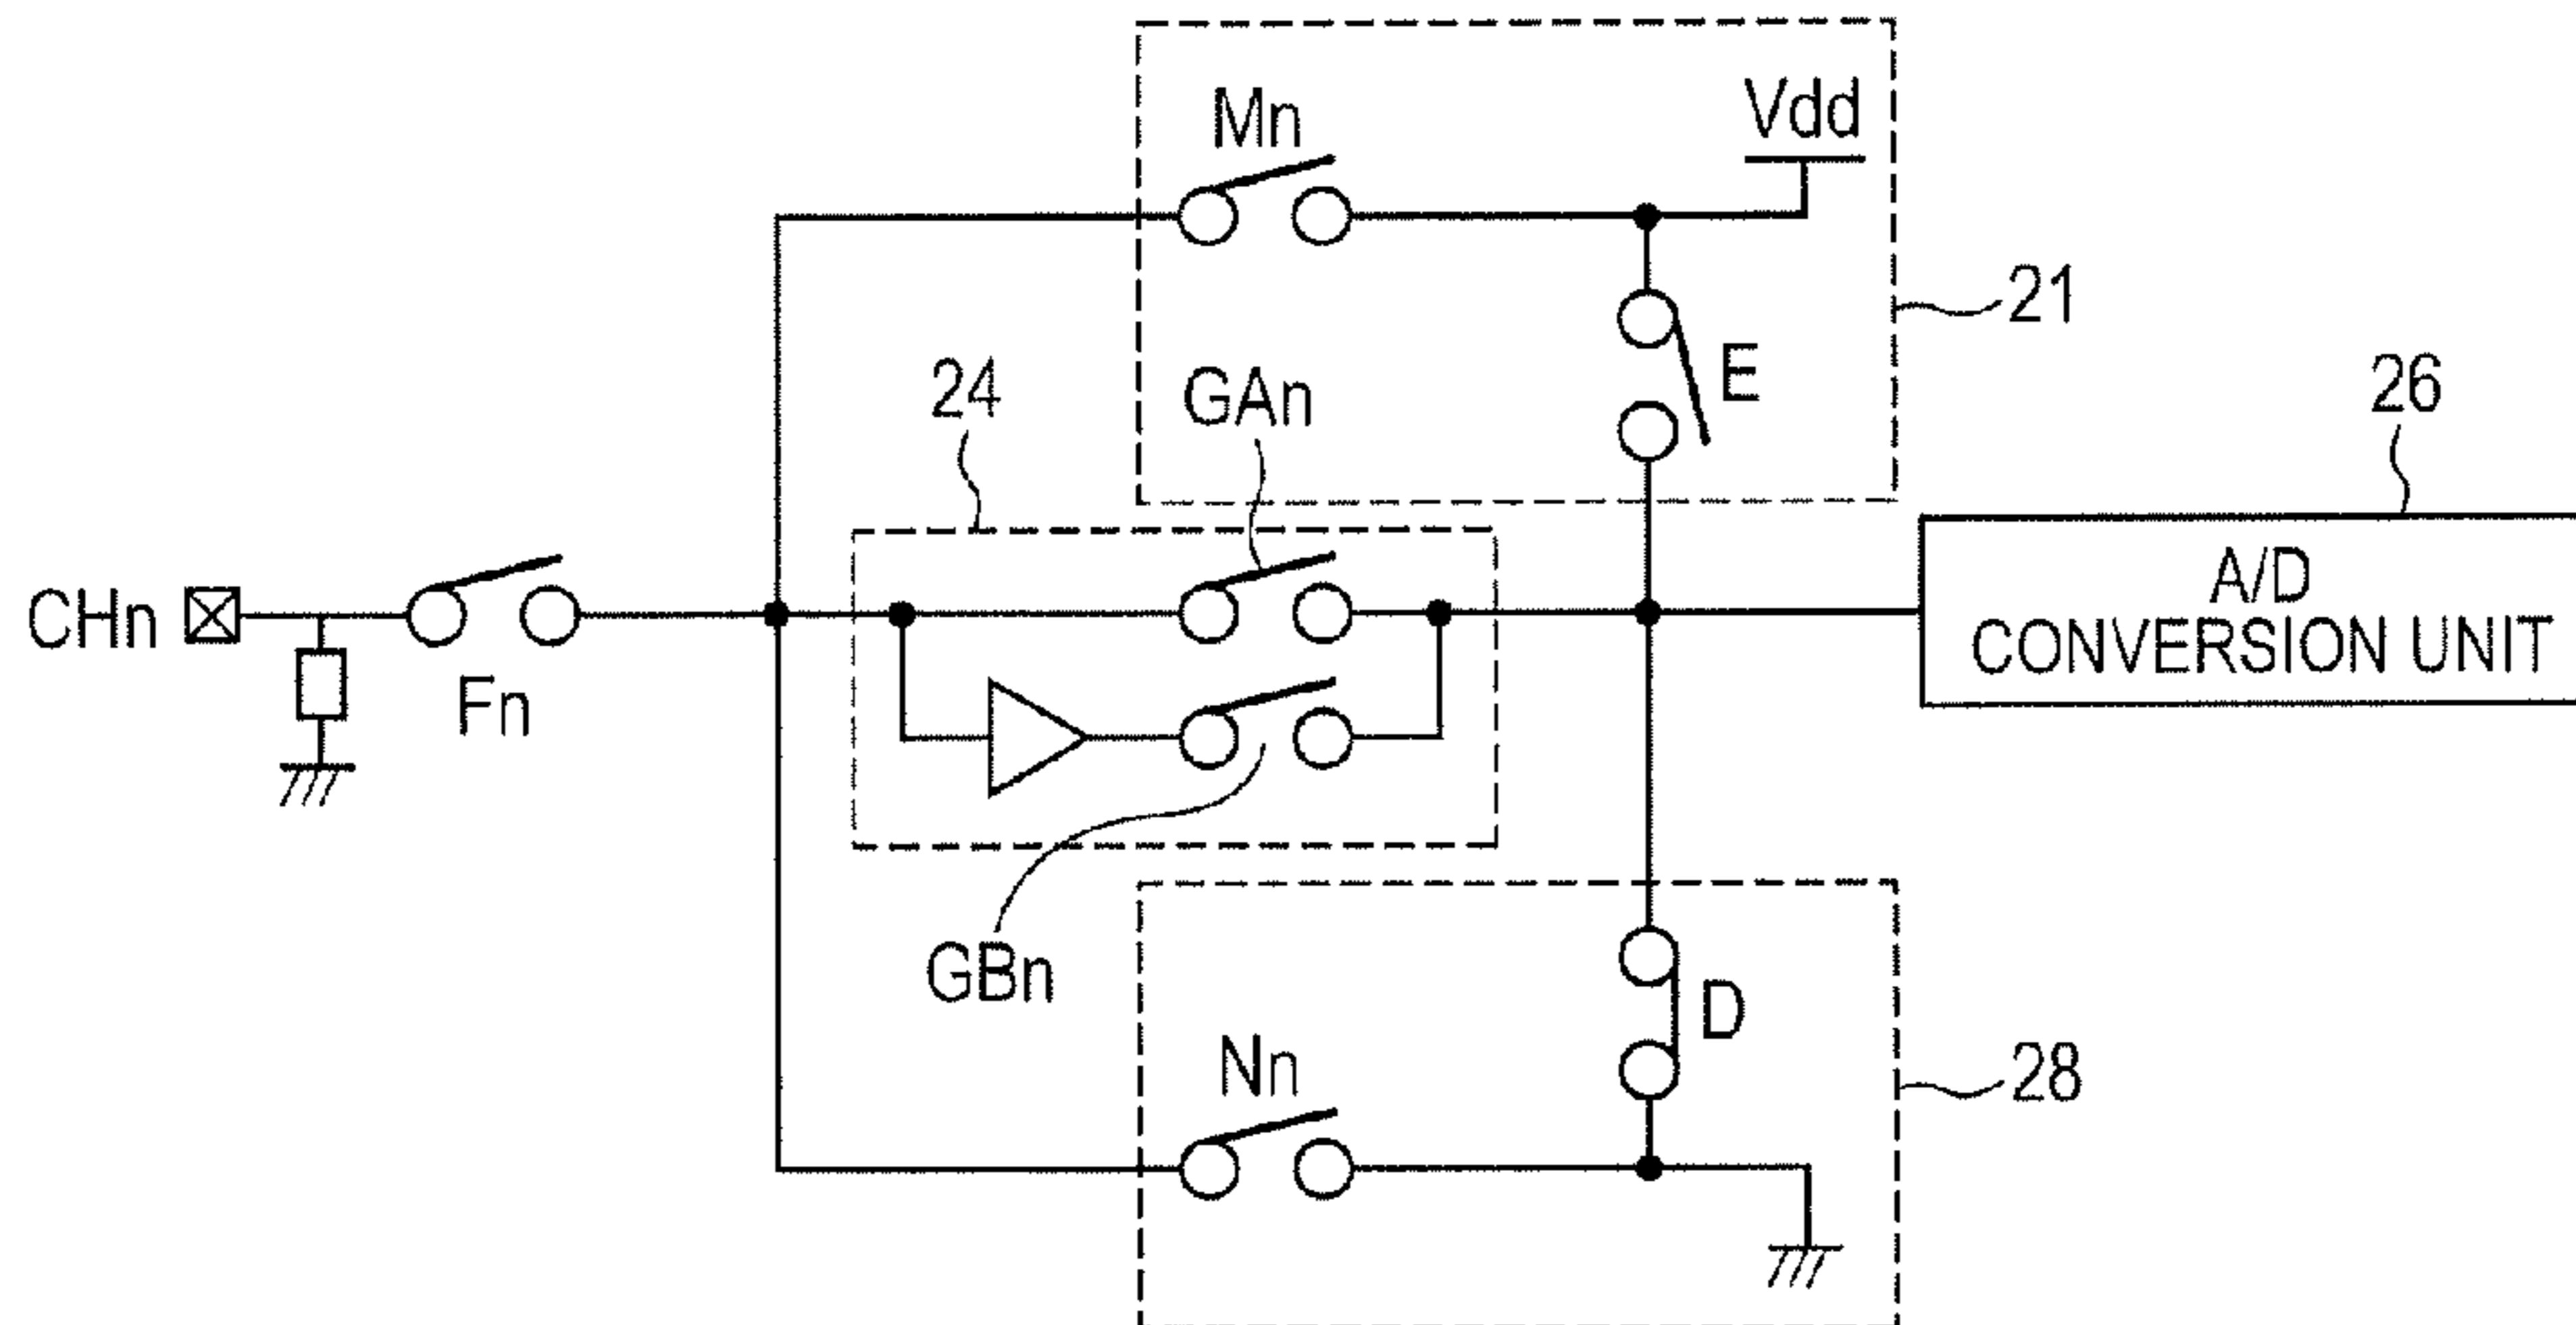 Mn
Vdd
21
E
24
GAn
26
CHn
Fn
A/D
CONVERSION UNIT
GBn
D
Nn
28